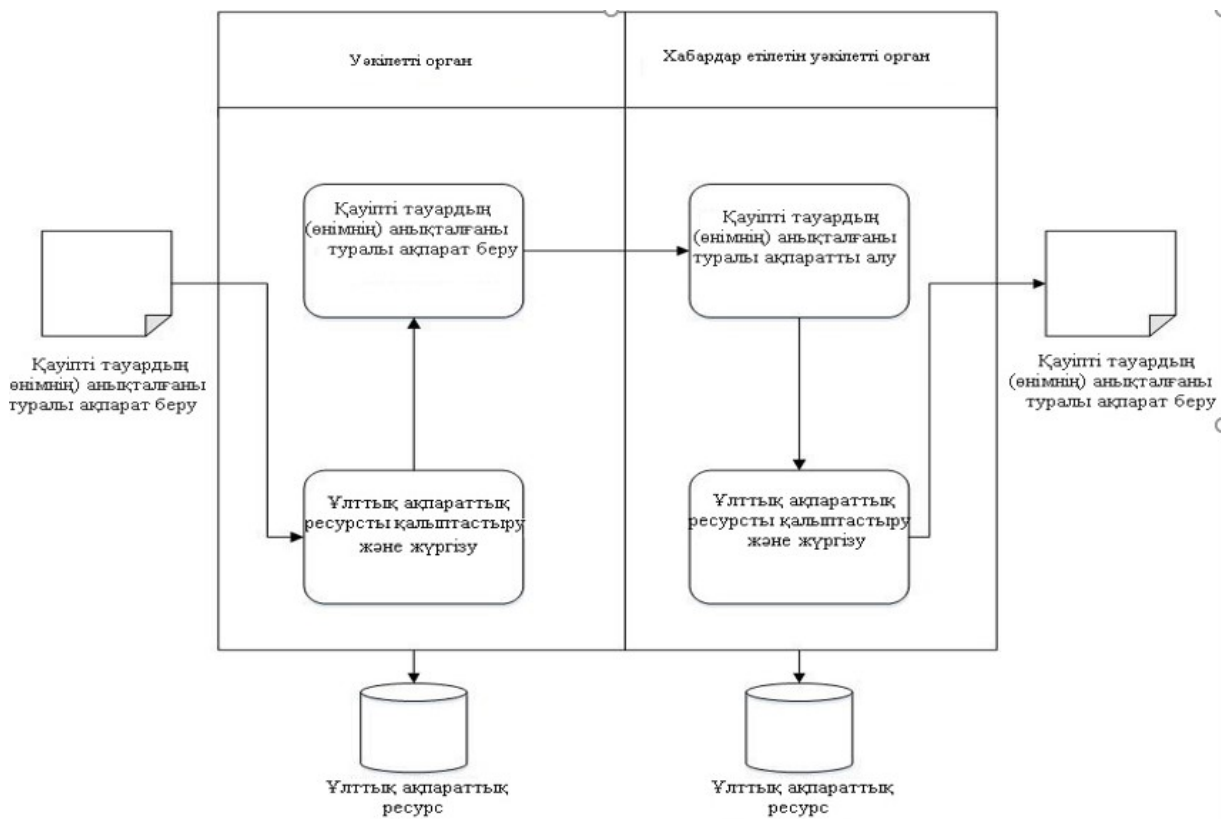 Уәкілетті орган
Хабардар етілетін уәкілетті орган
Қауіпті тауардың
(өнімнің) анықталғаны
туралы ақпарат беру
Қауіпті тауардың
(өнімнің) анықталғаны
туралы ақпаратты алу
Қауіпті тауардың
өнімнің) анықталғаны
туралы ақпарат беру
Қауіпті тауардың
(өнімнің) анықталғаны
туралы ақпарат беру
Ұлттық ақпараттық
ресурсты қалыптастыру
және жүргізу
Ұлттық ақпараттық
ресурсты қалыптастыру
және жүргізу
Ұлттық ақпараттық
ресурс
Ұлттық ақпараттық
ресурс